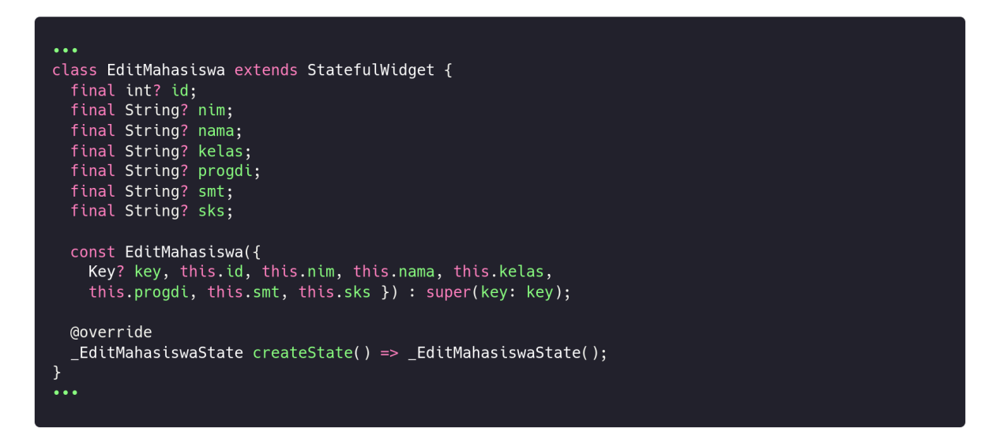 •••
class EditMahasiswa extends StatefulWidget {
  final int? id;
  final String? nim;
  final String? nama;
  final String? kelas;
  final String? progdi;
  final String? smt;
  final String? sks;

  const EditMahasiswa({
    Key? key, this.id, this.nim, this.nama, this.kelas,
    this.progdi, this.smt, this.sks }) : super(key: key);

  @override
  _EditMahasiswaState createState() => _EditMahasiswaState();
}
•••